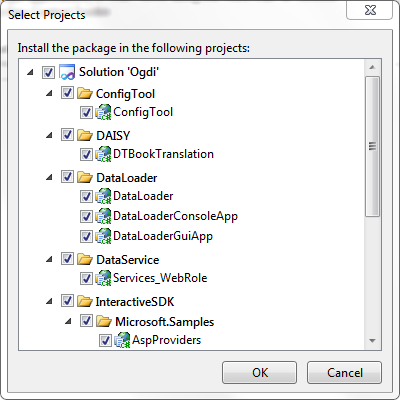 Select Projects
Install the package in the following projects:
Solution 'Ogdi'
ConfigTool
ConfigTool
DAISY
DTBookTranslation
DataLoader
DataLoader
DataLoaderConsoleApp
DataLoaderGuiApp
DataService
Services_WebRole
InteractiveSDK
Microsoft.Samples
AspProviders
OK Cancel